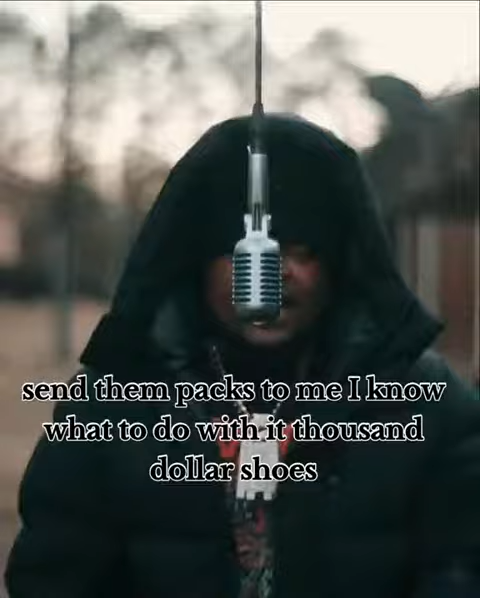 send them packs to me I know
what to do with it thousand
dollar shoes